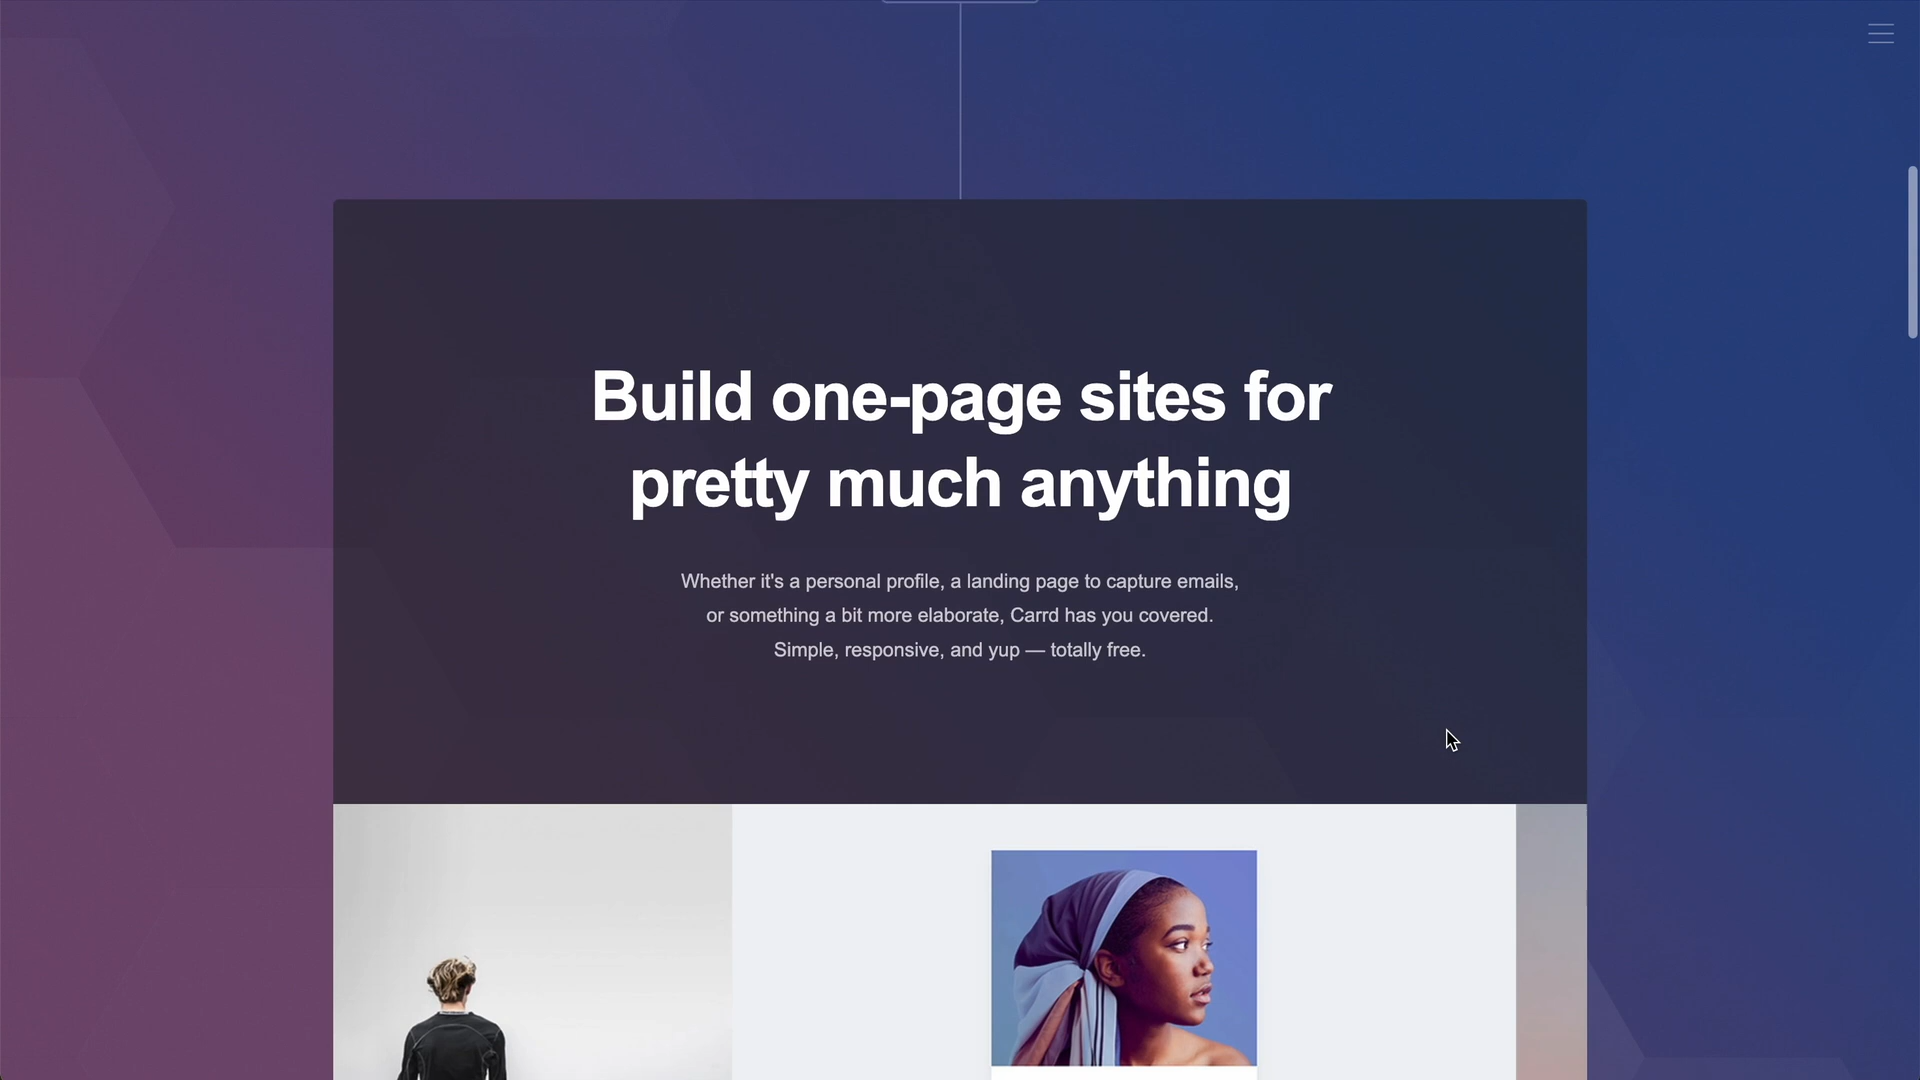 Build one-page sites for
pretty much anything
Whether it's a personal profile, a landing page to capture emails,
or something a bit more elaborate, Carrd has you covered.
Simple, responsive, and yup — totally free.